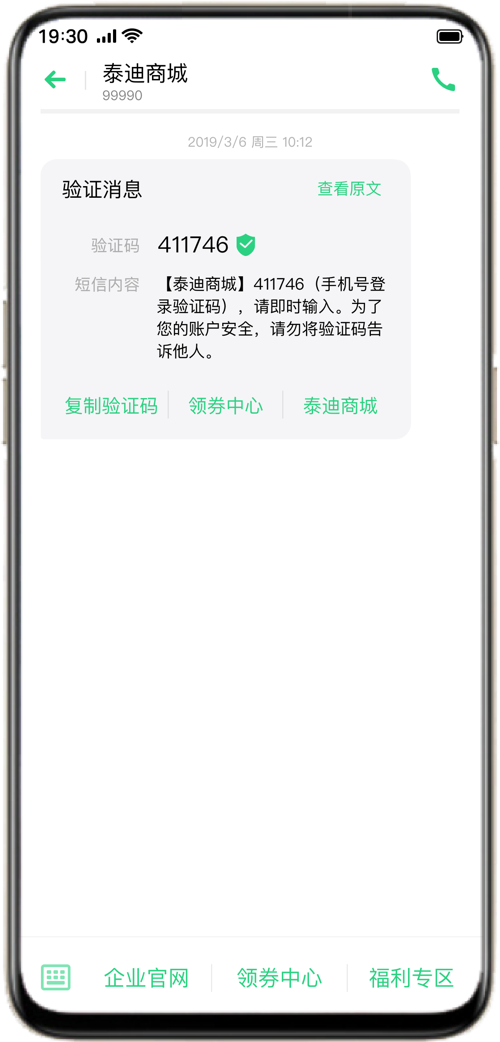 19:30
泰迪商城
99990
2019/3/6 周三 10:12
验证消息
查看原文
验证码 411746
短信内容 【泰迪商城】411746（手机号登
录验证码），请即时输入。为了
您的账户安全，请勿将验证码告
诉他人。
复制验证码 领券中心 泰迪商城
企业官网 领券中心 福利专区